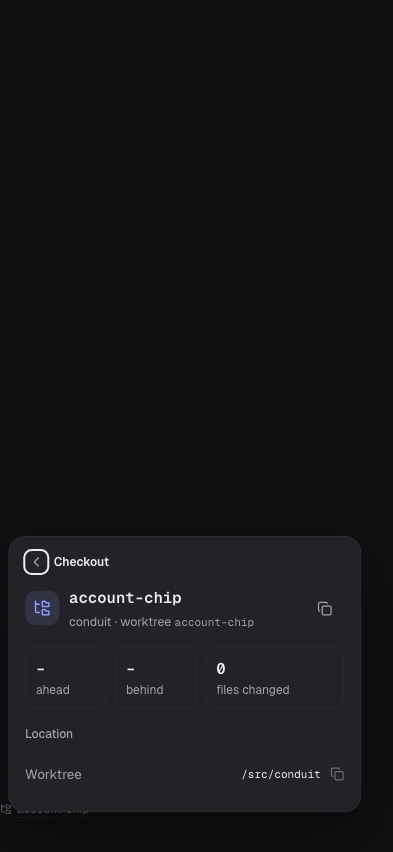 Checkout
account-chip
conduit · worktree account-chip
-
ahead
-
behind
0
files changed
Location
Worktree
/src/conduit